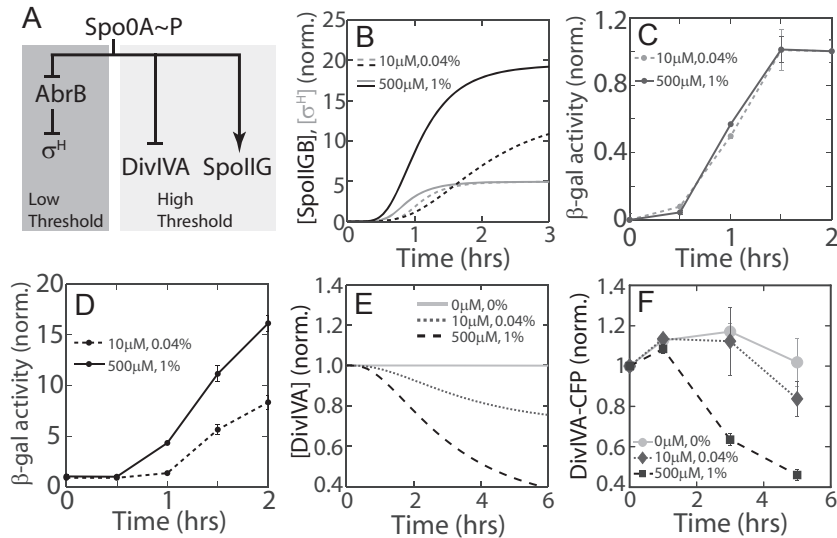 A
Spo0A~P
AbrB
σH
DivIVA SpoIIG
Low
Threshold
High
Threshold
B
[SpoIIGB], [σH] (norm.)
25
20
15
10
5
0
10μM,0.04%
500μM, 1%
0 1 2 3
Time (hrs)
C
β-gal activity (norm.)
1.2
0.8
0.4
0
10μM, 0.04%
500μM, 1%
0 1 2
Time (hrs)
D
β-gal activity (norm.)
20
15
10
5
0
10μM, 0.04%
500μM, 1%
0 1 2
Time (hrs)
E
[DivIVA] (norm.)
1.4
1.2
1.0
0.8
0.6
0.4
0μM, 0%
10μM, 0.04%
500μM, 1%
0 2 4 6
Time (hrs)
F
DivIVA-CFP (norm.)
1.4
1.2
1
0.8
0.6
0.4
0μM, 0%
10μM, 0.04%
500μM, 1%
0 2 4 6
Time (hrs)